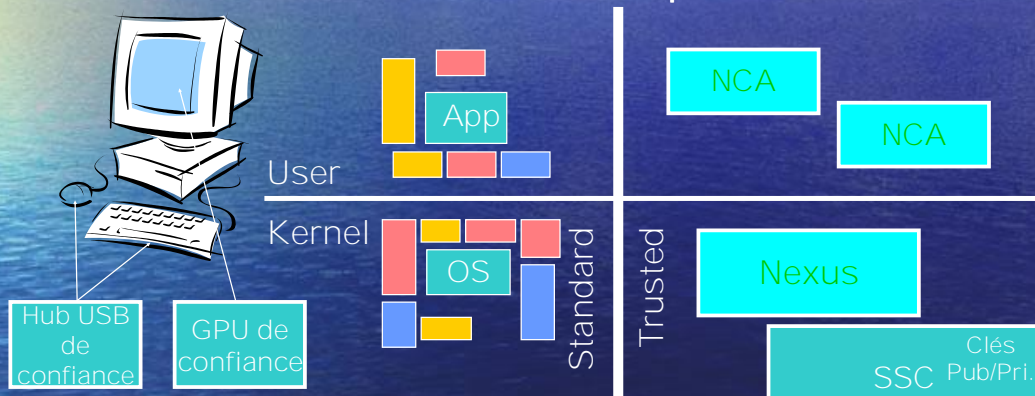 NCA
App
NCA
User
Kernel
OS
Standard
Trusted
Nexus
Hub USB
de
confiance
GPU de
confiance
Clés
SSC Pub/Pri.